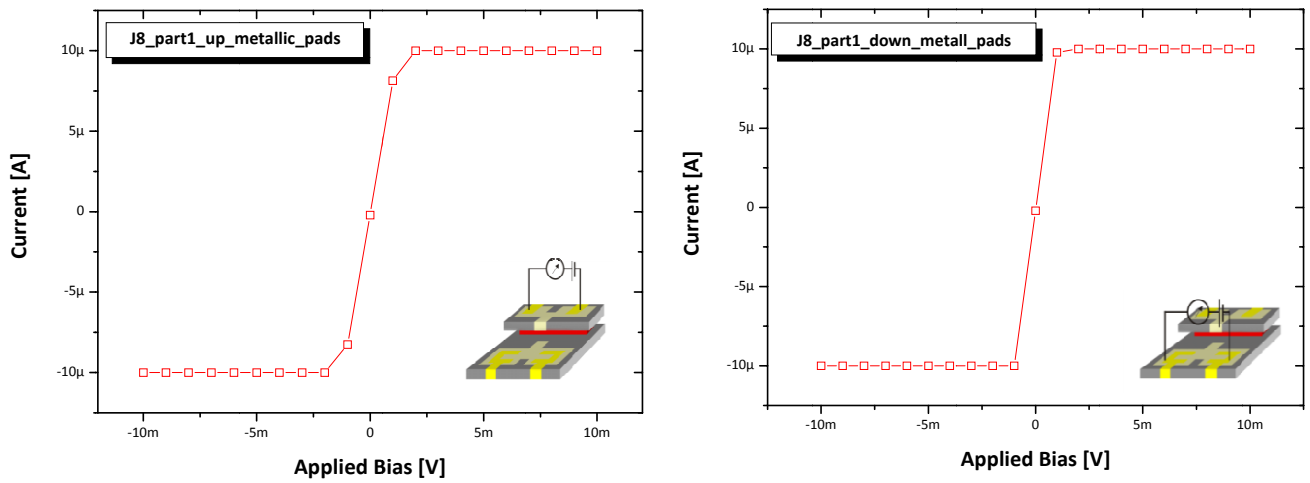 J8_part1_up_metallic_pads
10µ
5µ
0
-5µ
-10µ
Current [A]
-10m
-5m
0
5m
10m
Applied Bias [V]
J8_part1_down_metall_pads
10µ
5µ
0
-5µ
-10µ
Current [A]
-10m
-5m
0
5m
10m
Applied Bias [V]